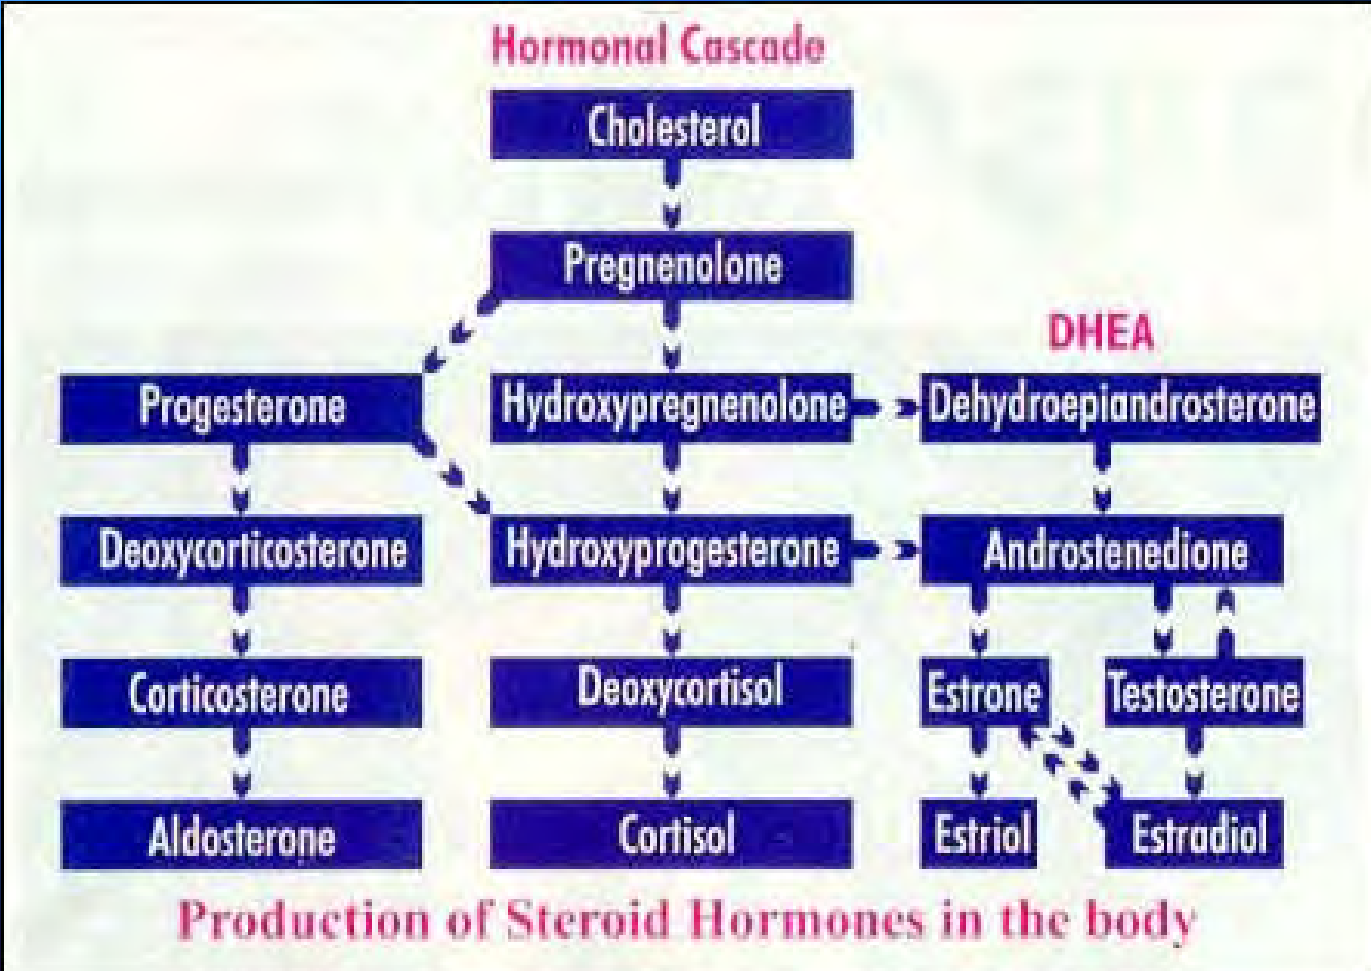 Hormonal Cascade
Cholesterol
Pregnenolone
DHEA
Progesterone
Hydroxypregnenolone
Dehydroepiandrosterone
Deoxycorticosterone
Hydroxyprogesterone
Androstenedione
Corticosterone
Deoxycortisol
Estrone
Testosterone
Aldosterone
Cortisol
Estriol
Estradiol
Production of Steroid Hormones in the body